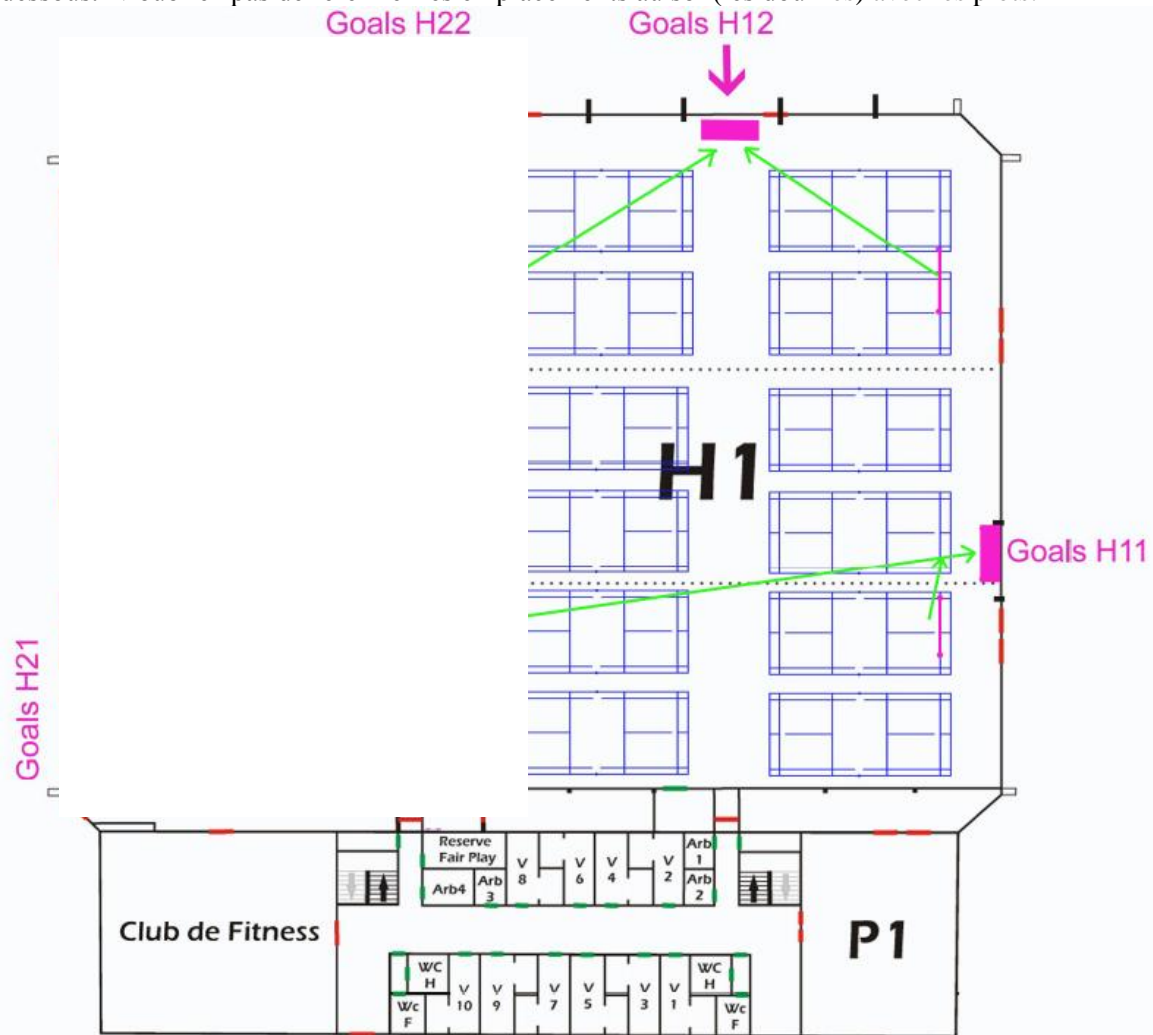 Goals H22 Goals H12
H1
Goals H11
Goals H21
Reserve
Fair Play
Arb4
Arb
3
V
8
V
6
V
4
V
2
Arb
1
Arb
2
Club de Fitness
P1
WC
H
Wc
F
V
10
V
9
V
7
V
5
V
3
V
1
WC
H
Wc
F